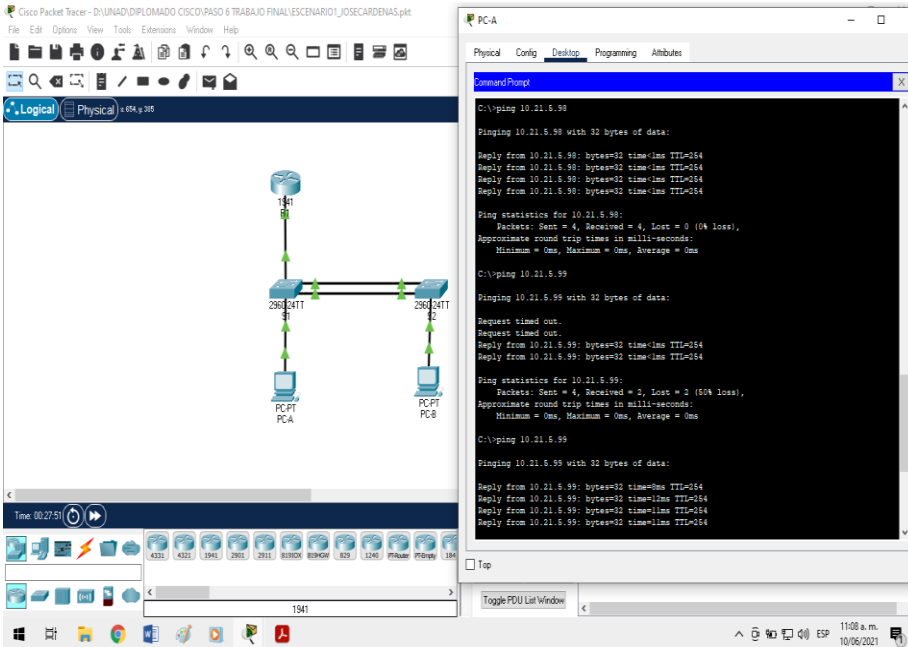 Cisco Packet Tracer - D:\UNAD\DIPLOMADO CISCO\PASO 6 TRABAJO FINAL\ESCENARIO1_JOSECARDENAS.pkt
File Edit Options View Tools Extensions Window Help
Logical Physical x: 654, y: 385
1941
R1
2960-24TT
S1
2960-24TT
S2
PC-PT
PC-A
PC-PT
PC-B
Time: 00:27:51
4331 4321 1941 2901 2911 819IOX 819HGW 829 1240 PT-Router PT-Empty 184
1941
PC-A
Physical Config Desktop Programming Attributes
Command Prompt
X
C:\>ping 10.21.5.98
Pinging 10.21.5.98 with 32 bytes of data:
Reply from 10.21.5.98: bytes=32 time<1ms TTL=254
Reply from 10.21.5.98: bytes=32 time<1ms TTL=254
Reply from 10.21.5.98: bytes=32 time<1ms TTL=254
Reply from 10.21.5.98: bytes=32 time<1ms TTL=254
Ping statistics for 10.21.5.98:
Packets: Sent = 4, Received = 4, Lost = 0 (0% loss),
Approximate round trip times in milli-seconds:
Minimum = 0ms, Maximum = 0ms, Average = 0ms
C:\>ping 10.21.5.99
Pinging 10.21.5.99 with 32 bytes of data:
Request timed out.
Request timed out.
Reply from 10.21.5.99: bytes=32 time<1ms TTL=254
Reply from 10.21.5.99: bytes=32 time<1ms TTL=254
Ping statistics for 10.21.5.99:
Packets: Sent = 4, Received = 2, Lost = 2 (50% loss),
Approximate round trip times in milli-seconds:
Minimum = 0ms, Maximum = 0ms, Average = 0ms
C:\>ping 10.21.5.99
Pinging 10.21.5.99 with 32 bytes of data:
Reply from 10.21.5.99: bytes=32 time=8ms TTL=254
Reply from 10.21.5.99: bytes=32 time=12ms TTL=254
Reply from 10.21.5.99: bytes=32 time=11ms TTL=254
Reply from 10.21.5.99: bytes=32 time=11ms TTL=254
Top
Toggle PDU List Window
ESP
11:08 a. m.
10/06/2021